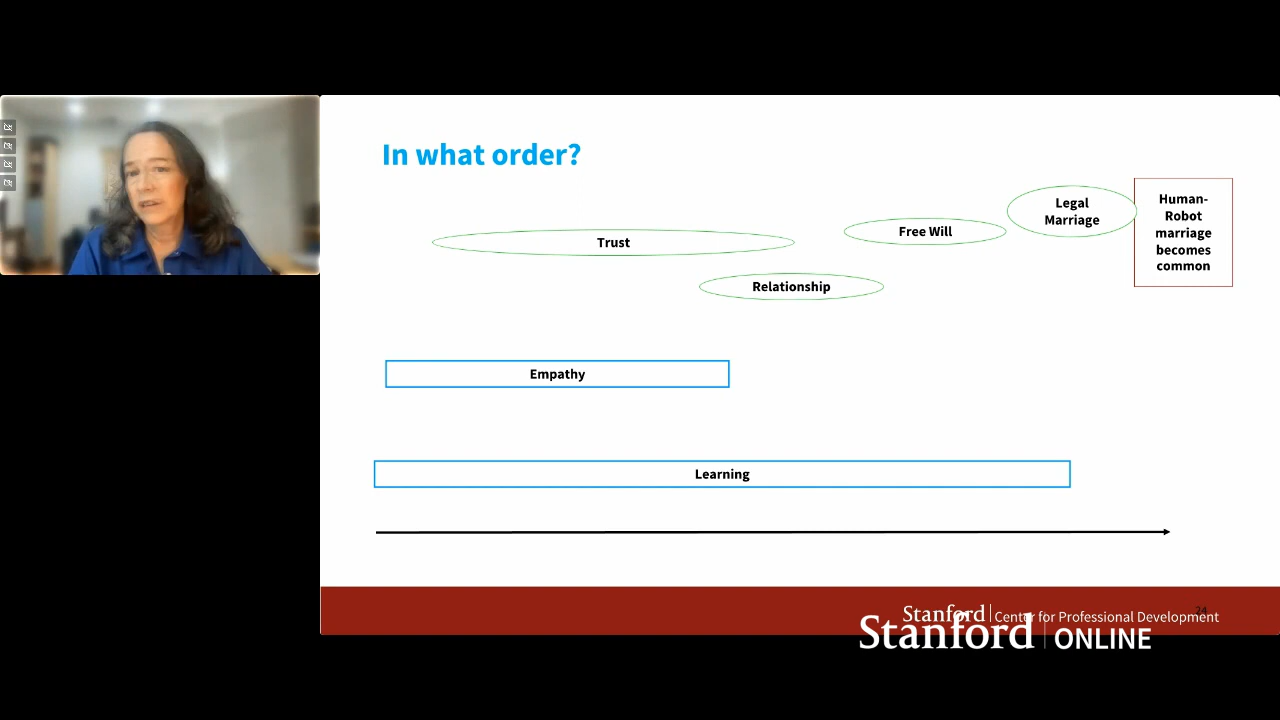 In what order?
Legal
Marriage
Human-
Robot
marriage
becomes
common
Free Will
Trust
Relationship
Empathy
Learning
24
Stanford Center for Professional Development
Stanford ONLINE